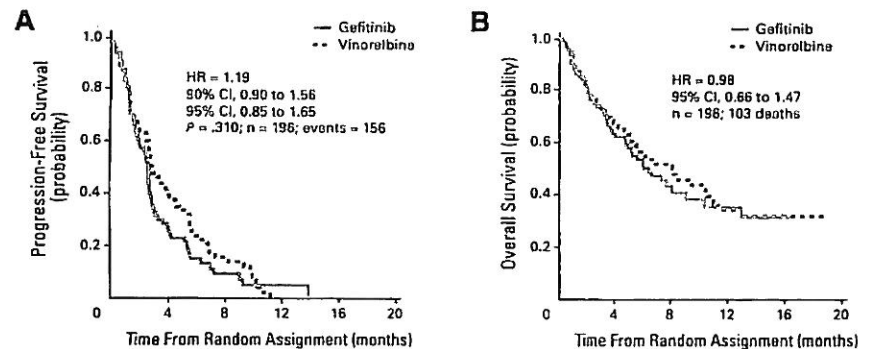 A
Gefitinib
Vinorelbine
HR = 1.19
90% CI, 0.90 to 1.56
95% CI, 0.85 to 1.65
P = .310; n = 196; events = 156
Progression-Free Survival
(probability)
1.0
0.8
0.6
0.4
0.2
0
4
8
12
16
20
Time From Random Assignment (months)
B
Gefitinib
Vinorelbine
HR = 0.98
95% CI, 0.66 to 1.47
n = 196; 103 deaths
Overall Survival (probability)
1.0
0.8
0.6
0.4
0.2
0
4
8
12
16
20
Time From Random Assignment (months)